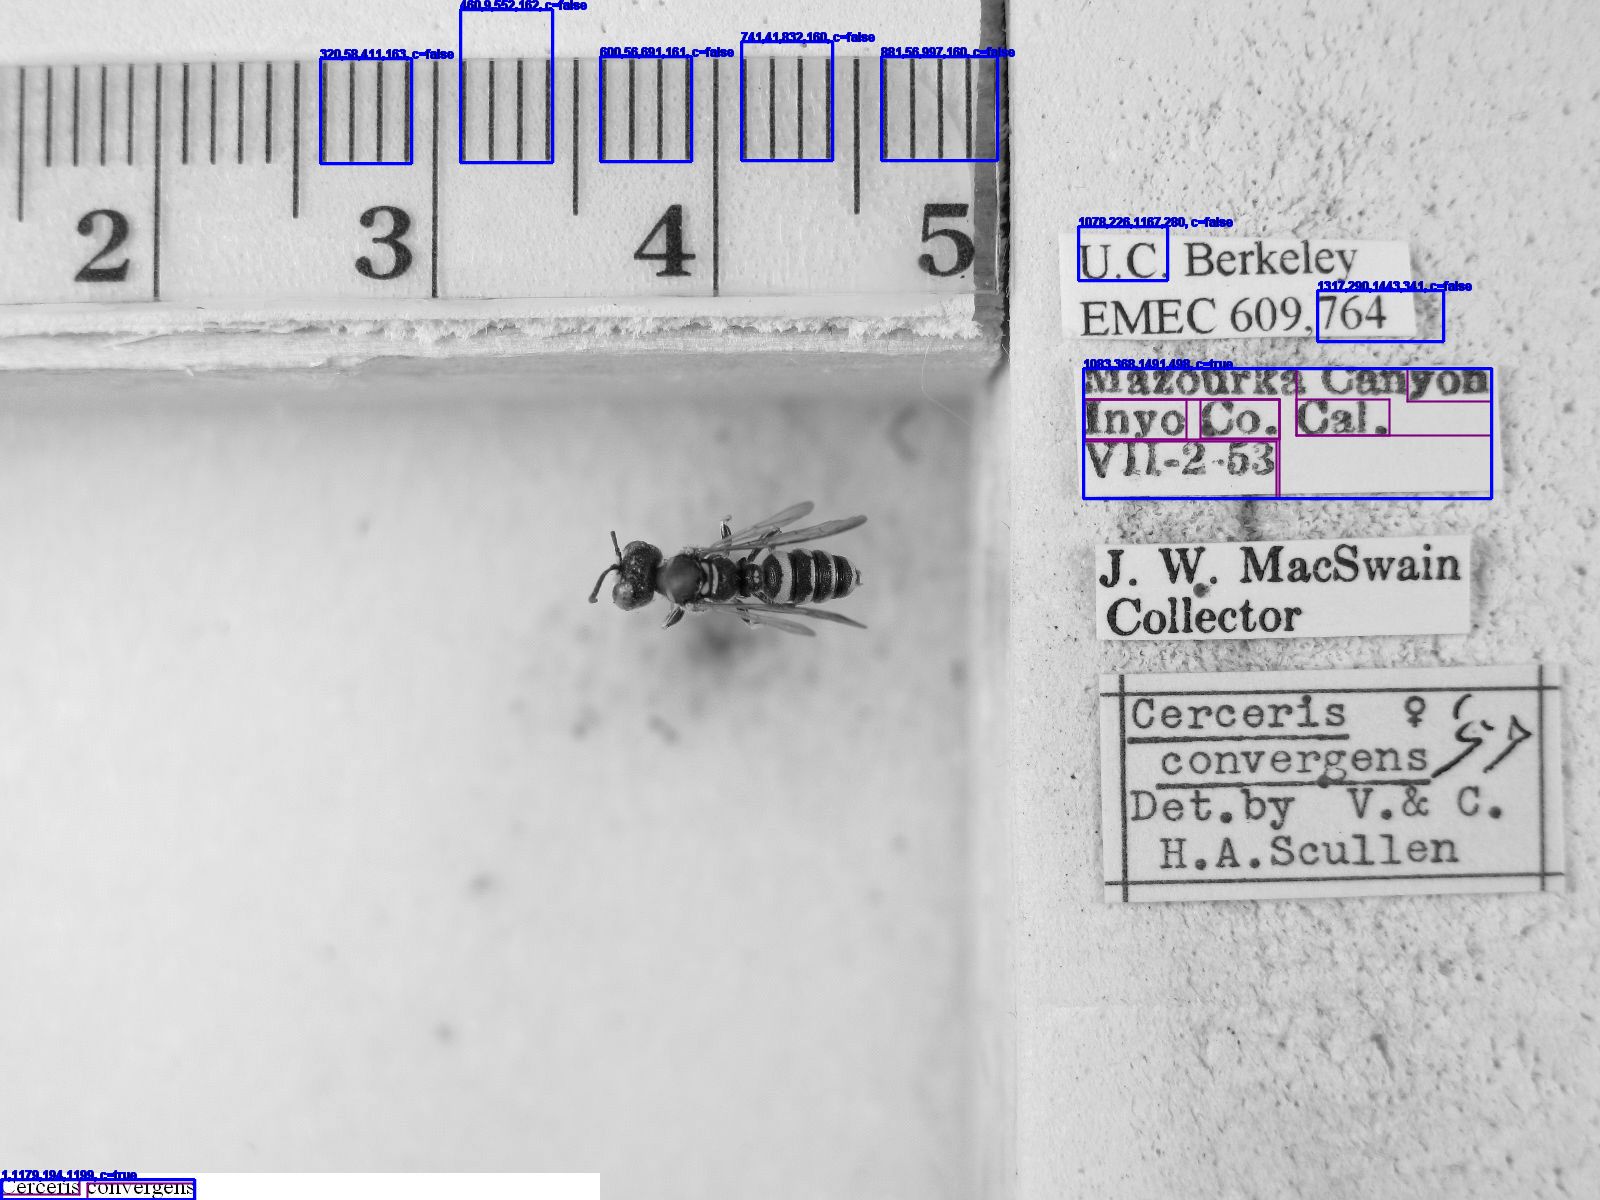 320,58,411,163, c=false
460,9,552,162, c=false
600,56,691,161, c=false
741,41,832,160, c=false
881,56,997,160, c=false
2 3 4 5
1078,226,1167,280, c=false
U.C. Berkeley
1317,290,1443,341, c=false
EMEC 609,764
1083,368,1491,498, c=true
Mazourka Canyon
Inyo Co. Cal.
VII-2-53
J. W. MacSwain
Collector
Cerceris ♀
convergens
Det.by V.& C.
H.A.Scullen
1,1179,194,1199, c=true
Cerceris convergens